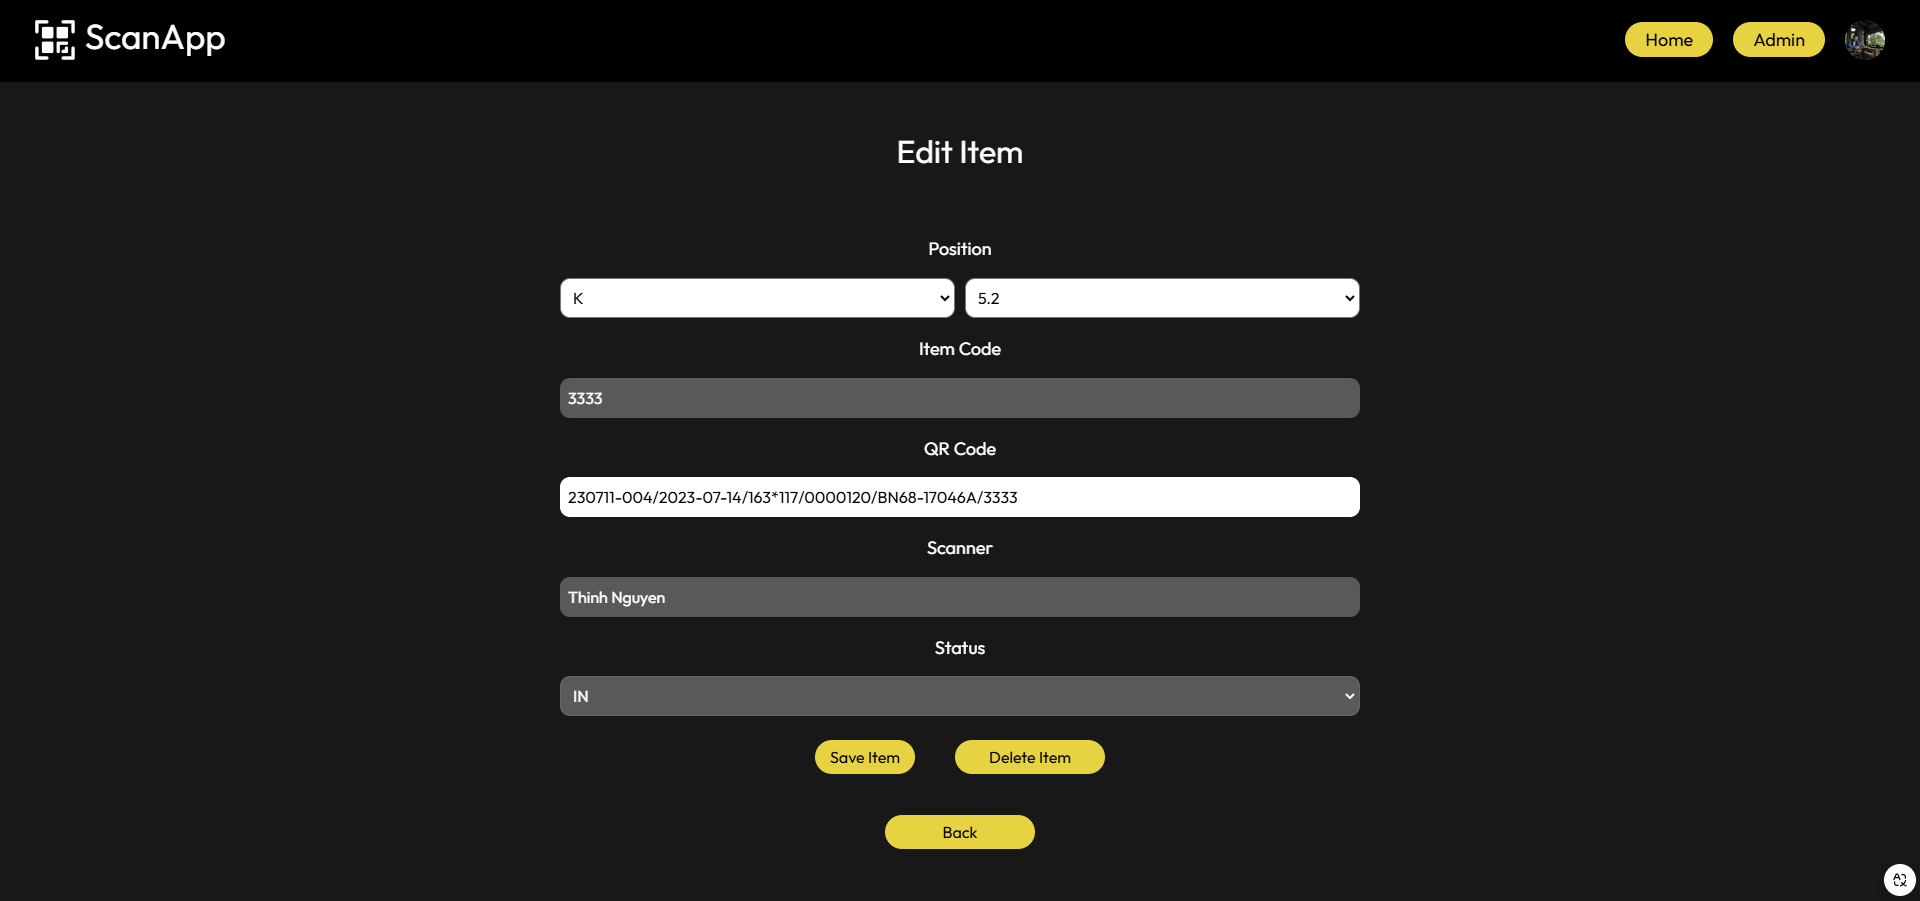 ScanApp
Home
Admin
Edit Item
Position
K
5.2
Item Code
3333
QR Code
230711-004/2023-07-14/163*117/0000120/BN68-17046A/3333
Scanner
Thinh Nguyen
Status
IN
Save Item
Delete Item
Back